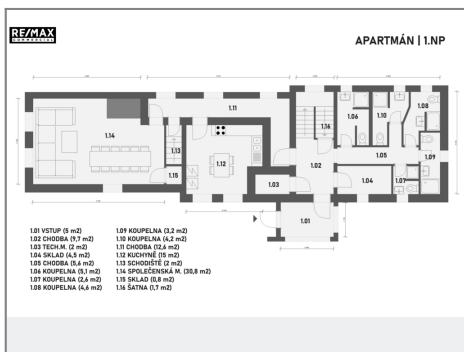 RE/MAX
COMMERCIAL
APARTMÁN | 1.NP
1.11
1.06
1.10
1.08
1.16
1.14
1.13
1.12
1.02
1.05
1.09
1.15
1.03
1.04
1.07
1.01
1.01 VSTUP (5 m2)
1.02 CHODBA (9,7 m2)
1.03 TECH.M. (2 m2)
1.04 SKLAD (4,5 m2)
1.05 CHODBA (5,6 m2)
1.06 KOUPELNA (5,1 m2)
1.07 KOUPELNA (2,6 m2)
1.08 KOUPELNA (4,6 m2)
1.09 KOUPELNA (3,2 m2)
1.10 KOUPELNA (4,2 m2)
1.11 CHODBA (12,6 m2)
1.12 KUCHYNĚ (15 m2)
1.13 SCHODIŠTĚ (2 m2)
1.14 SPOLEČENSKÁ M. (30,8 m2)
1.15 SKLAD (0,8 m2)
1.16 ŠATNA (1,7 m2)